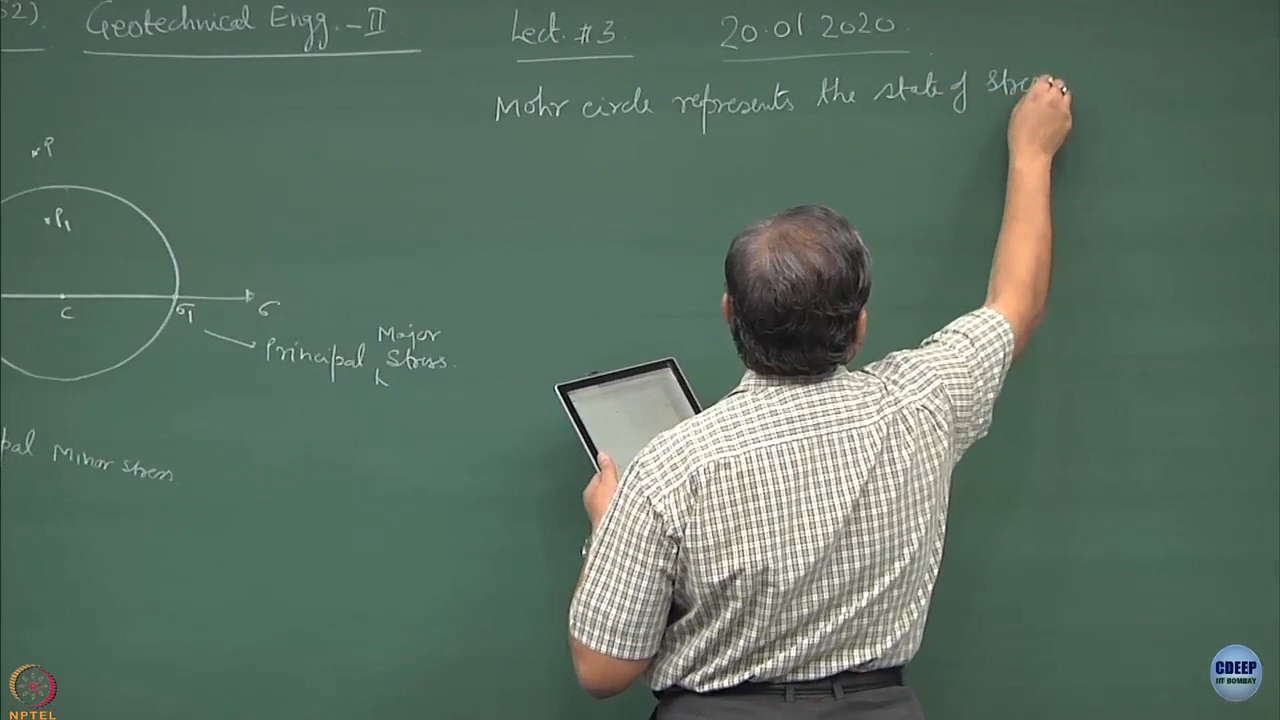 52). Geotechnical Engg. - II Lect. #3 20.01 2020
Mohr circle represents the state of stre
P
P1
C σ1 σ
Major
Principal Stress.
pal Minor stress
NPTEL
CDEEP
IIT BOMBAY